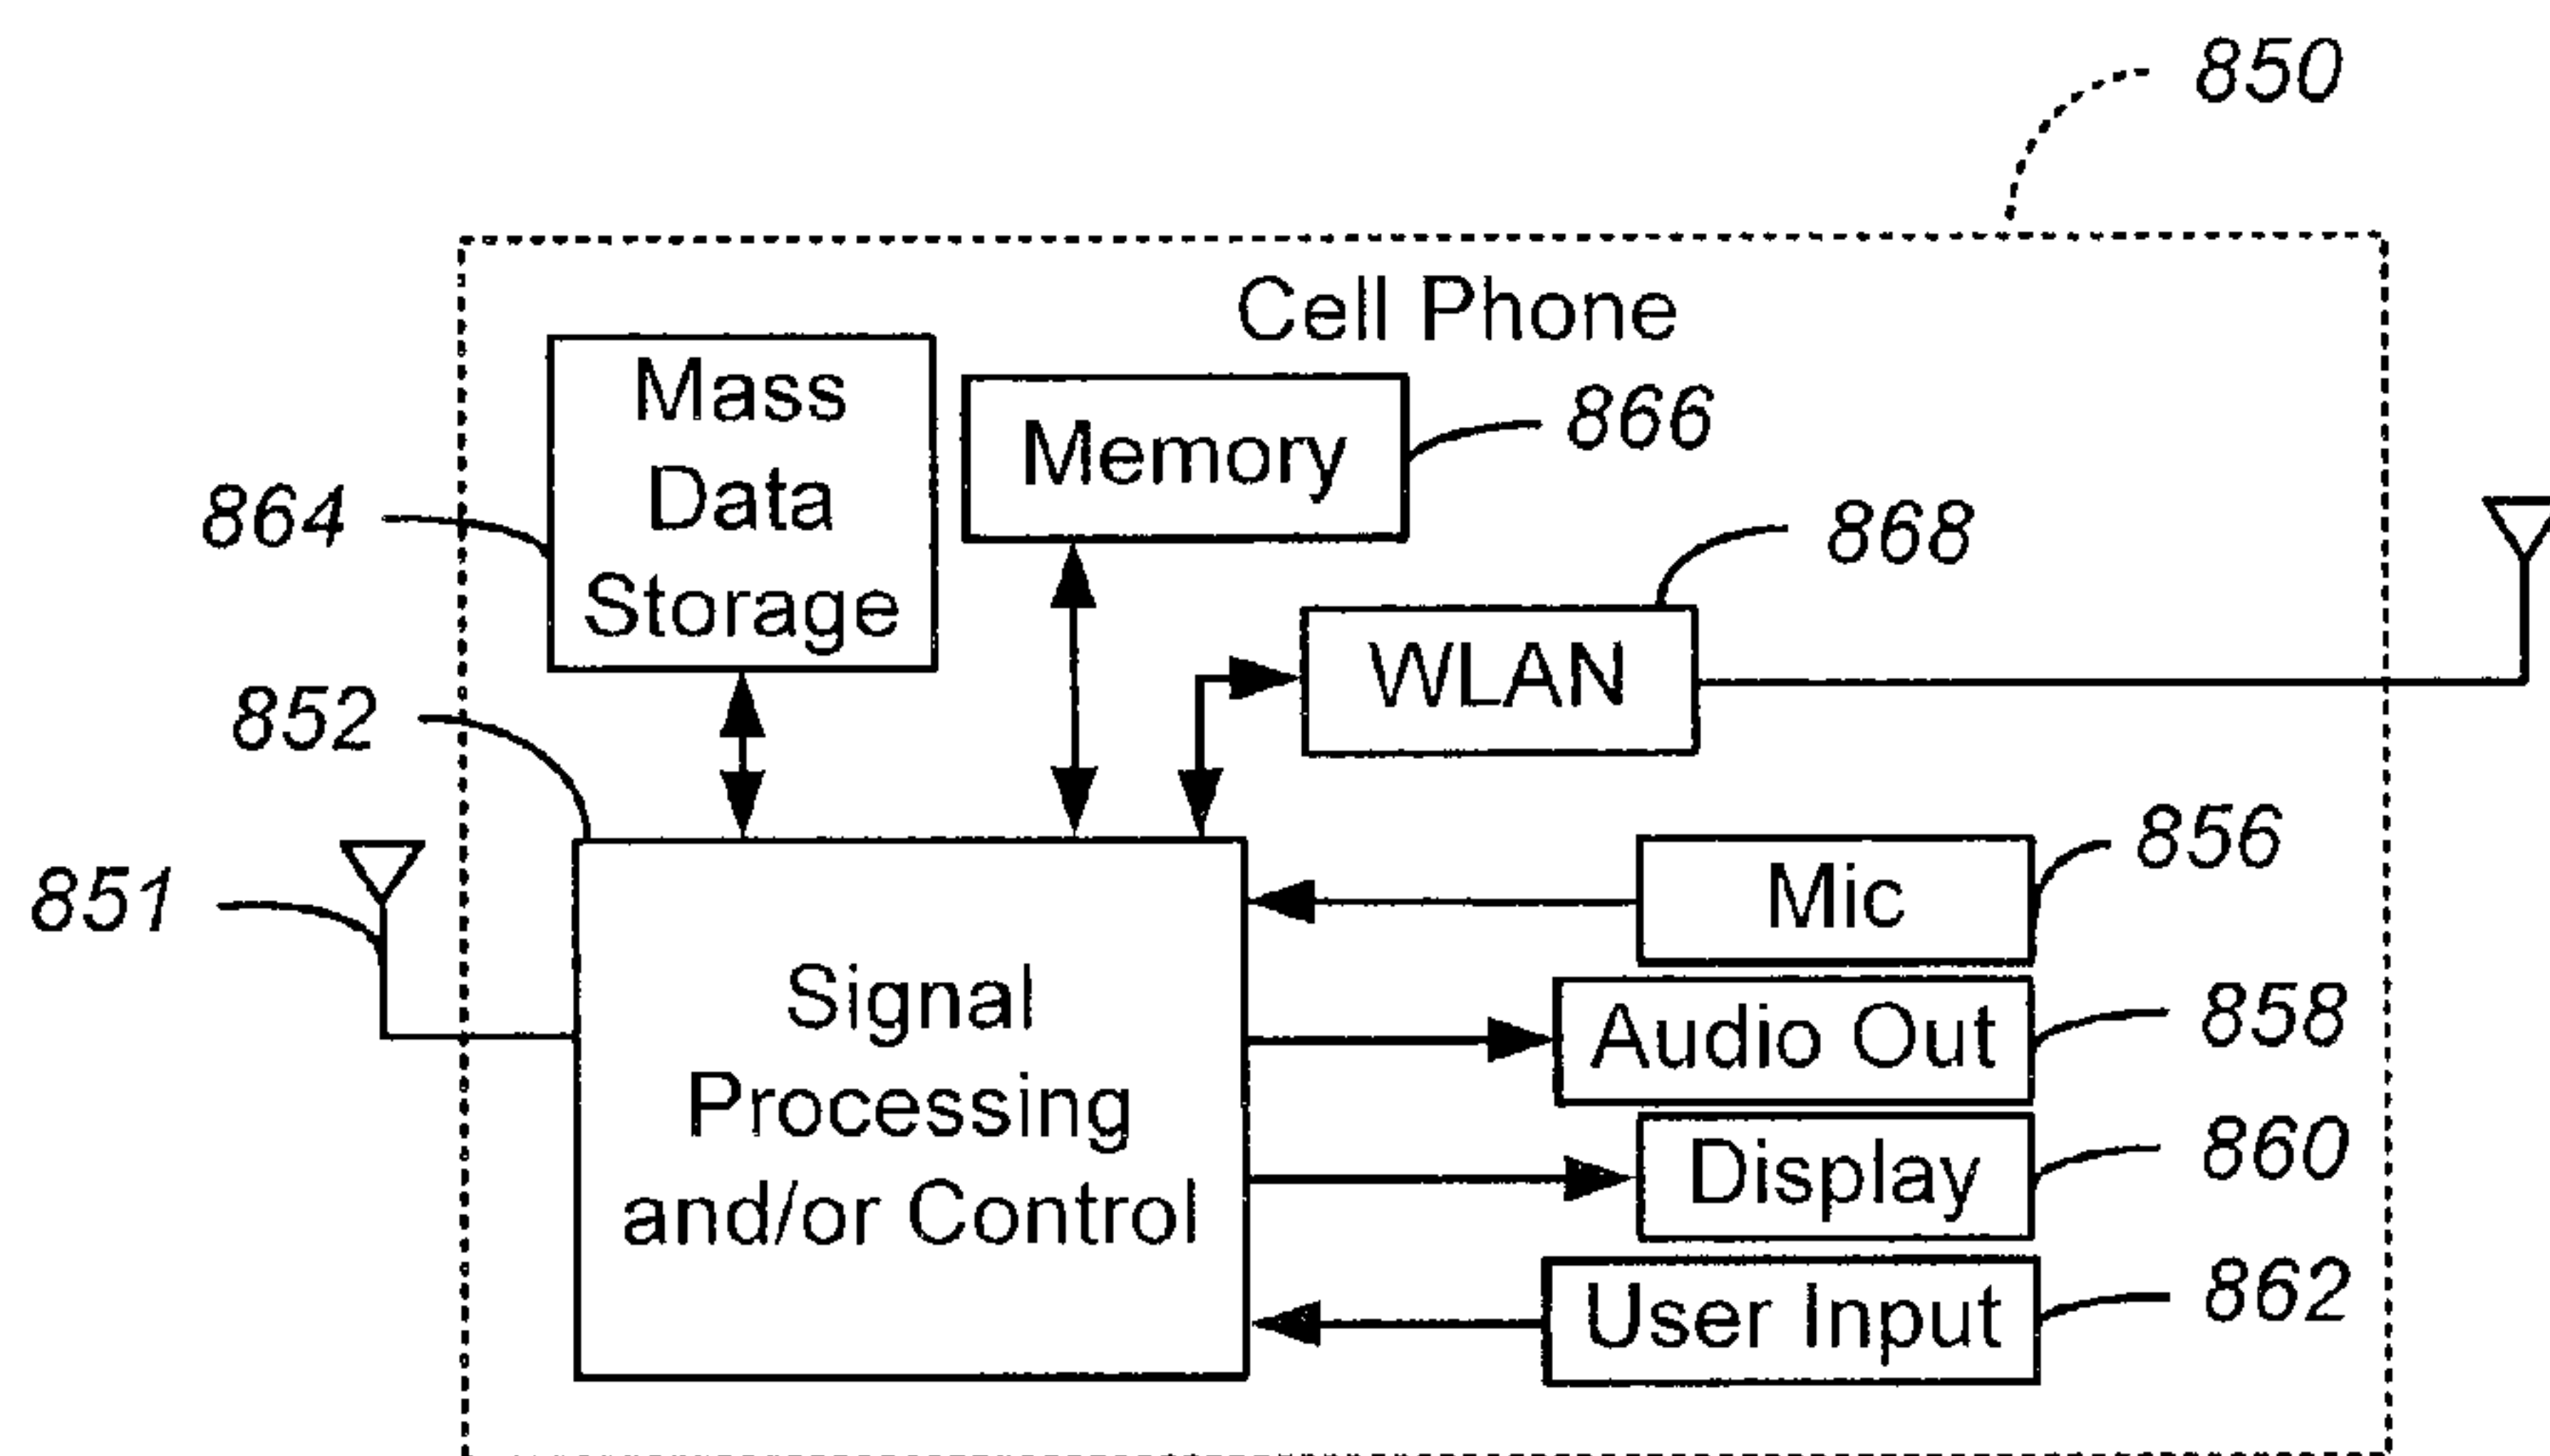 850
Cell Phone
Mass
Data
Storage
864
Memory
866
868
WLAN
852
851
Signal
Processing
and/or Control
Mic
856
Audio Out
858
Display
860
User Input
862